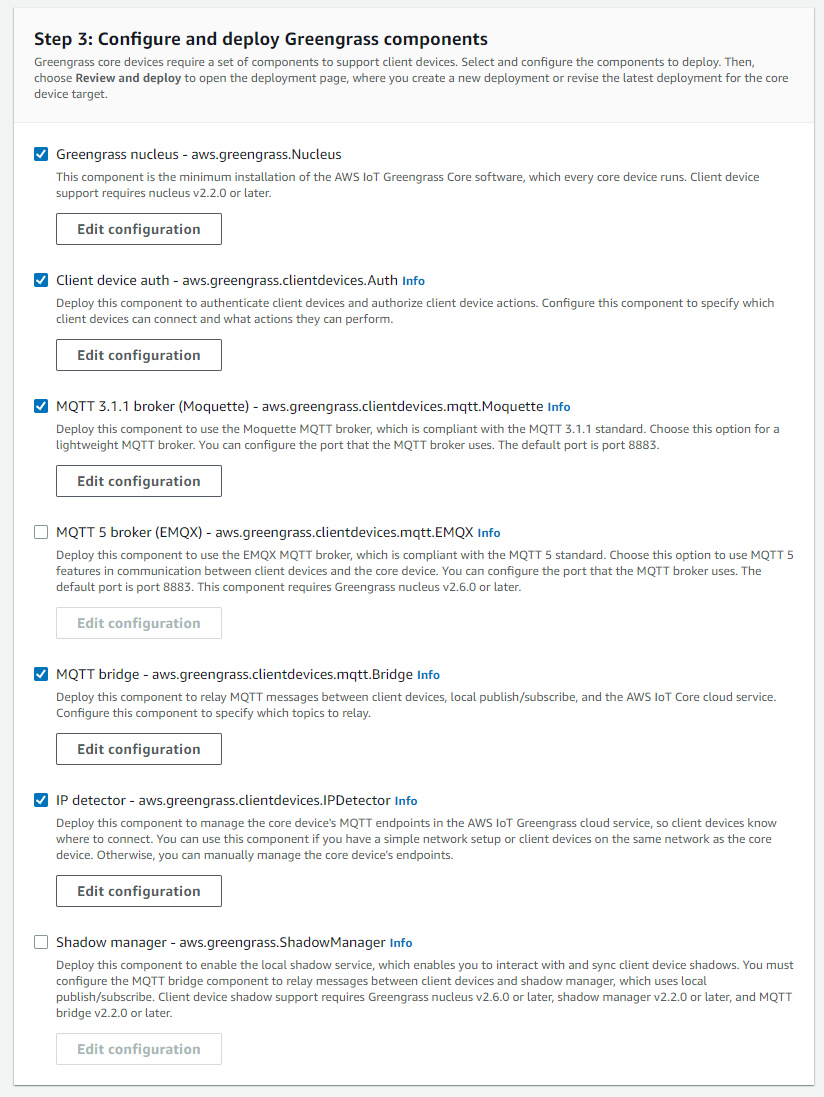 Step 3: Configure and deploy Greengrass components
Greengrass core devices require a set of components to support client devices. Select and configure the components to deploy. Then,
choose Review and deploy to open the deployment page, where you create a new deployment or revise the latest deployment for the core
device target.
Greengrass nucleus - aws.greengrass.Nucleus
This component is the minimum installation of the AWS IoT Greengrass Core software, which every core device runs. Client device
support requires nucleus v2.2.0 or later.
Edit configuration
Client device auth - aws.greengrass.clientdevices.Auth Info
Deploy this component to authenticate client devices and authorize client device actions. Configure this component to specify which
client devices can connect and what actions they can perform.
Edit configuration
MQTT 3.1.1 broker (Moquette) - aws.greengrass.clientdevices.mqtt.Moquette Info
Deploy this component to use the Moquette MQTT broker, which is compliant with the MQTT 3.1.1 standard. Choose this option for a
lightweight MQTT broker. You can configure the port that the MQTT broker uses. The default port is port 8883.
Edit configuration
MQTT 5 broker (EMQX) - aws.greengrass.clientdevices.mqtt.EMQX Info
Deploy this component to use the EMQX MQTT broker, which is compliant with the MQTT 5 standard. Choose this option to use MQTT 5
features in communication between client devices and the core device. You can configure the port that the MQTT broker uses. The
default port is port 8883. This component requires Greengrass nucleus v2.6.0 or later.
Edit configuration
MQTT bridge - aws.greengrass.clientdevices.mqtt.Bridge Info
Deploy this component to relay MQTT messages between client devices, local publish/subscribe, and the AWS IoT Core cloud service.
Configure this component to specify which topics to relay.
Edit configuration
IP detector - aws.greengrass.clientdevices.IPDetector Info
Deploy this component to manage the core device's MQTT endpoints in the AWS IoT Greengrass cloud service, so client devices know
where to connect. You can use this component if you have a simple network setup or client devices on the same network as the core
device. Otherwise, you can manually manage the core device's endpoints.
Edit configuration
Shadow manager - aws.greengrass.ShadowManager Info
Deploy this component to enable the local shadow service, which enables you to interact with and sync client device shadows. You must
configure the MQTT bridge component to relay messages between client devices and shadow manager, which uses local
publish/subscribe. Client device shadow support requires Greengrass nucleus v2.6.0 or later, shadow manager v2.2.0 or later, and MQTT
bridge v2.2.0 or later.
Edit configuration